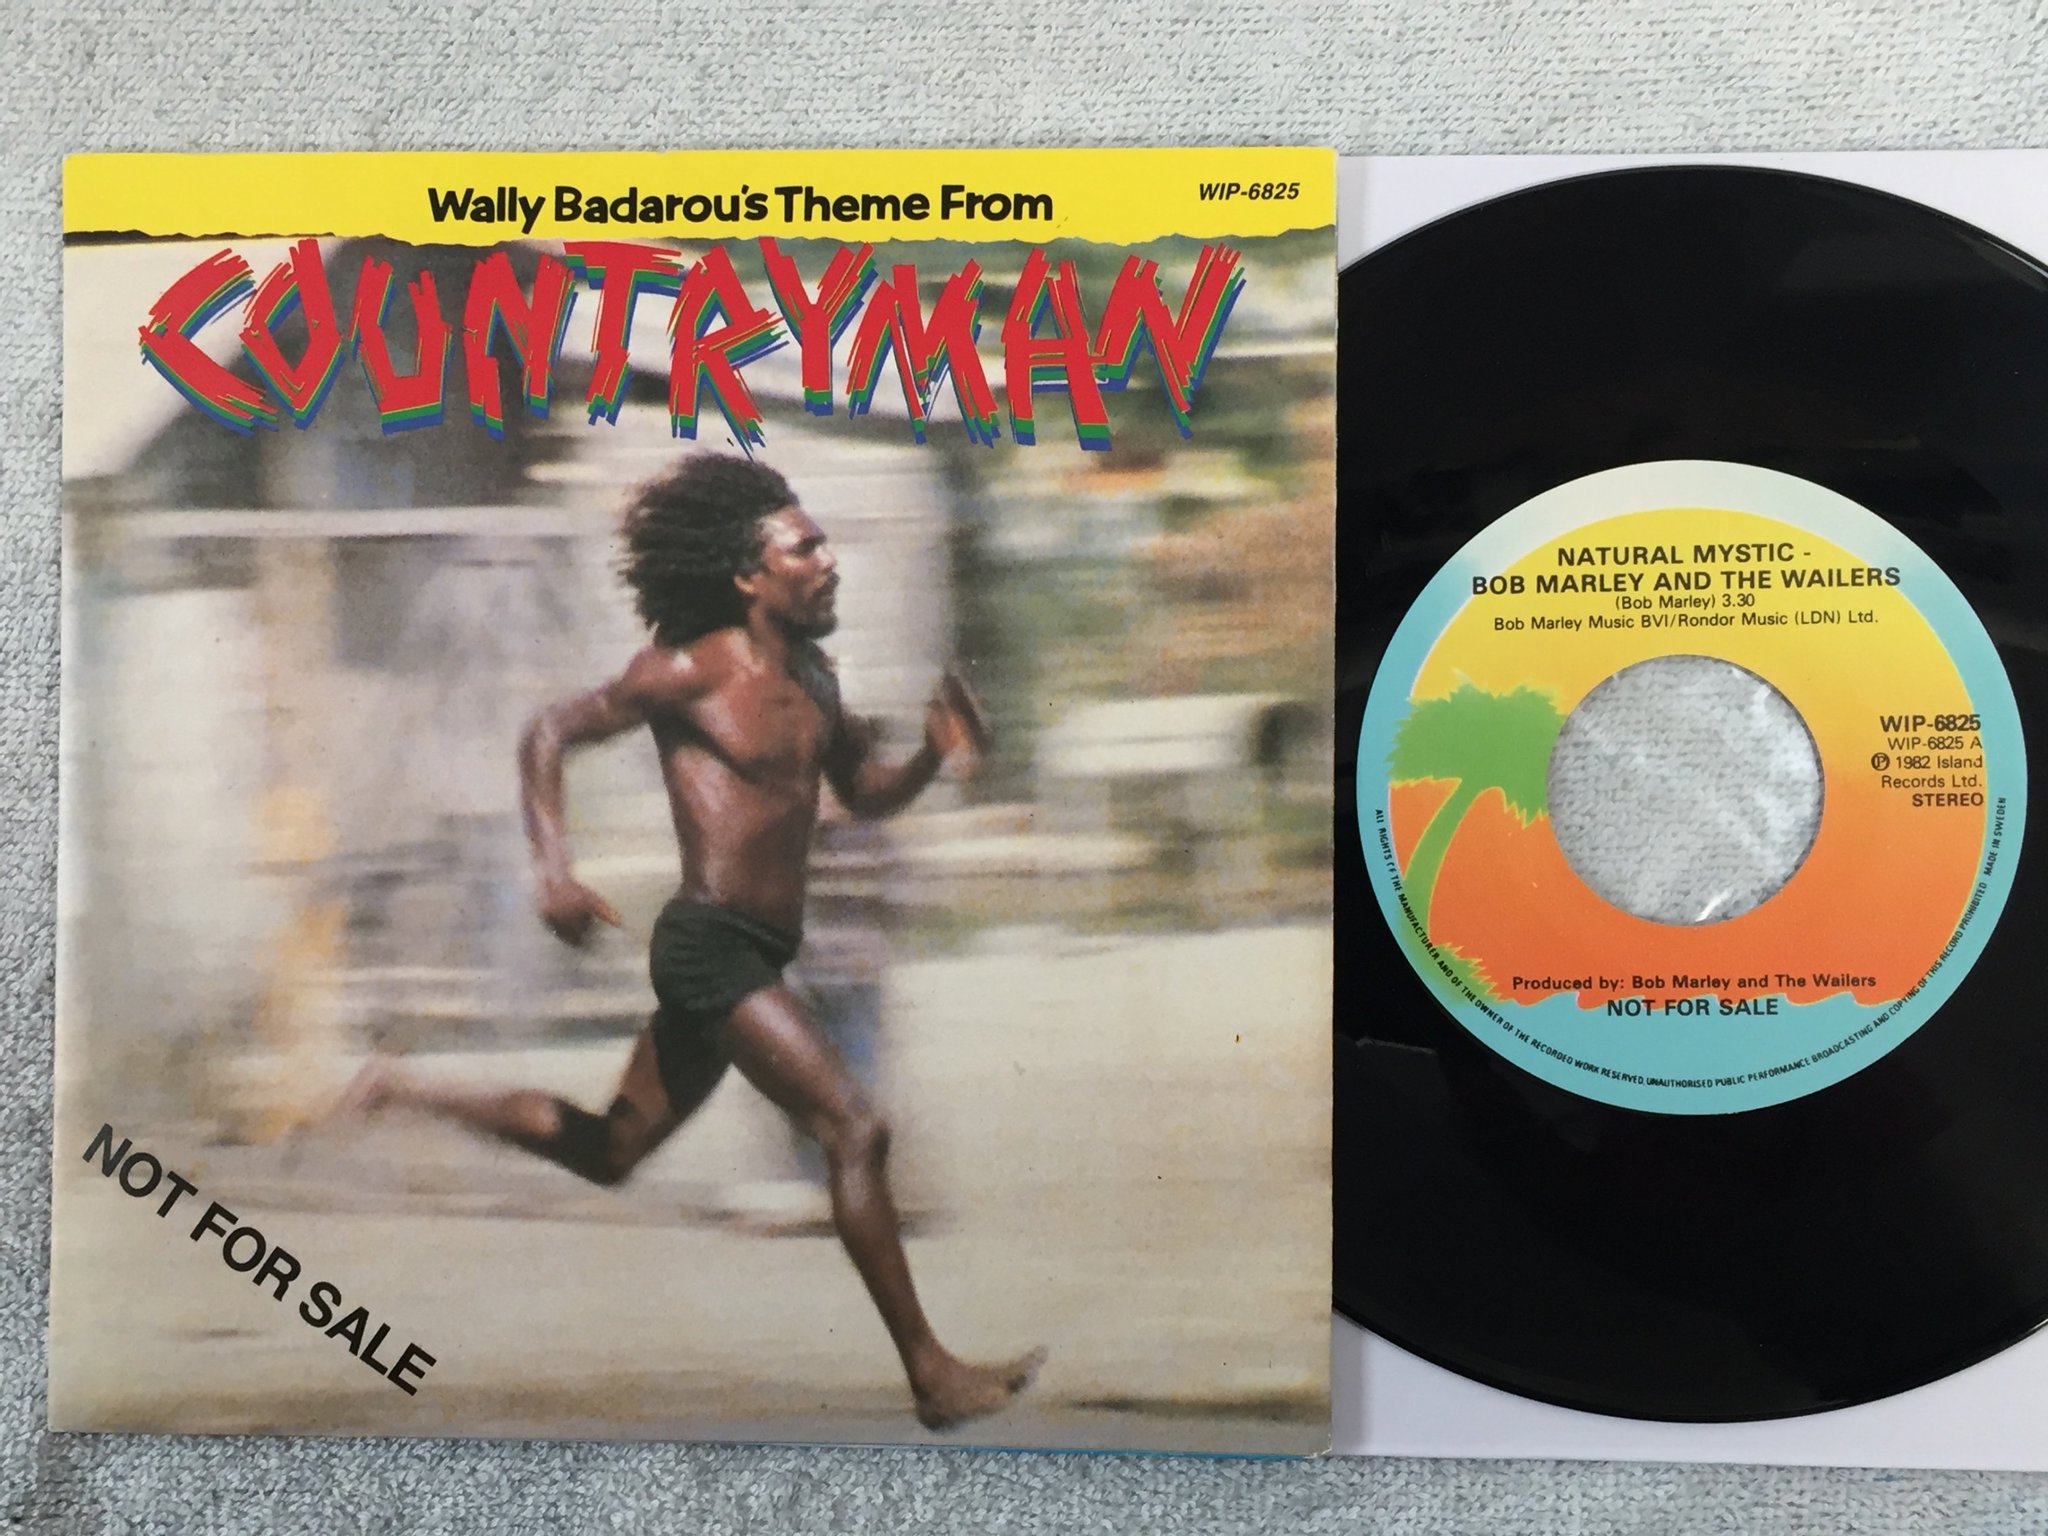 Wally Badarou's Theme From
WIP-6825
COUNTRYMAN
NOT FOR SALE
NATURAL MYSTIC -
BOB MARLEY AND THE WAILERS
(Bob Marley) 3.30
Bob Marley Music BVI/Rondor Music (LDN) Ltd.
WIP-6825
WIP-6825 A
Ⓟ 1982 Island
Records Ltd.
STEREO
Produced by: Bob Marley and The Wailers
NOT FOR SALE
ALL RIGHTS OF THE MANUFACTURER AND OF THE OWNER OF THE RECORDED WORK RESERVED. UNAUTHORISED PUBLIC PERFORMANCE BROADCASTING AND COPYING OF THIS RECORD PROHIBITED MADE IN SWEDEN